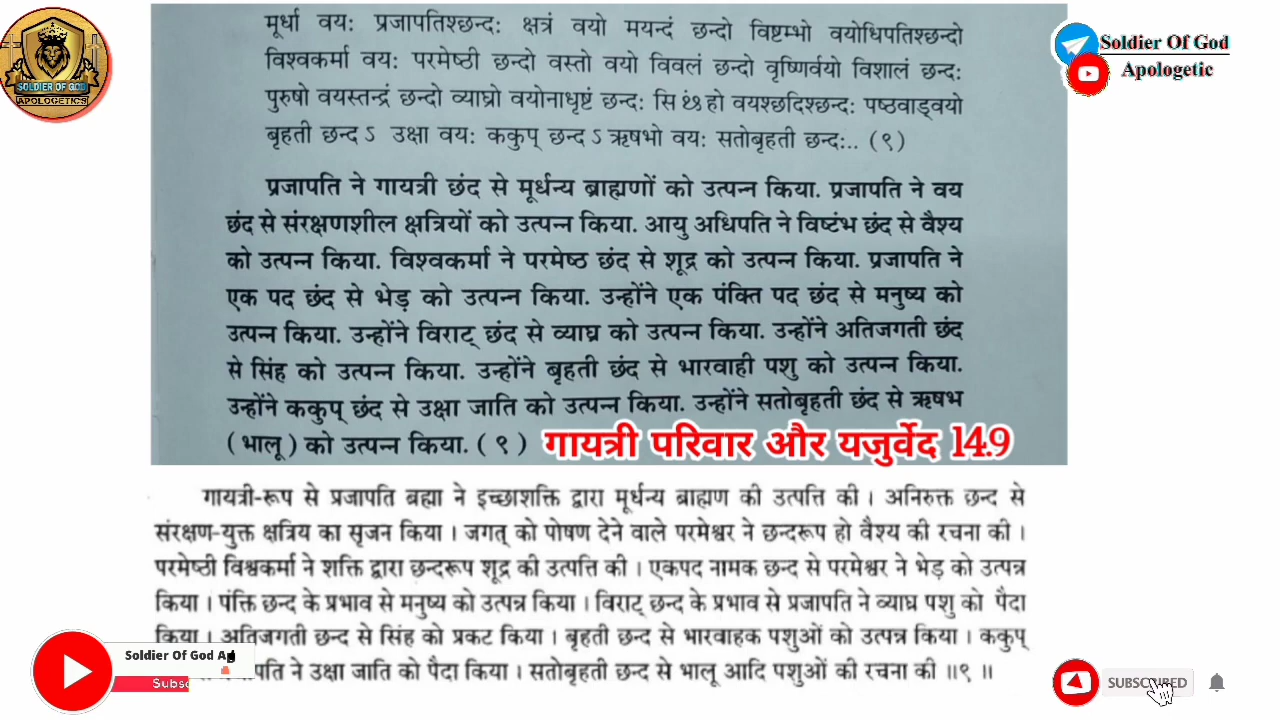 SOLDIER OF GOD
APOLOGETICS
Soldier Of God
Apologetic
मूर्धा वयः प्रजापतिश्छन्दः क्षत्रं वयो मयन्दं छन्दो विष्टम्भो वयोधिपतिश्छन्दो
विश्वकर्मा वयः परमेष्ठी छन्दो वस्तो वयो विवलं छन्दो वृष्णिर्वयो विशालं छन्दः
पुरुषो वयस्तन्द्रं छन्दो व्याघ्रो वयोनाधृष्टं छन्दः सि ꣳ हो वयश्छदिश्छन्दः पष्ठवाड्वयो
बृहती छन्द ऽ उक्षा वयः ककुप् छन्द ऽ ऋषभो वयः सतोबृहती छन्दः.. (९)
प्रजापति ने गायत्री छंद से मूर्धन्य ब्राह्मणों को उत्पन्न किया. प्रजापति ने वय
छंद से संरक्षणशील क्षत्रियों को उत्पन्न किया. आयु अधिपति ने विष्टंभ छंद से वैश्य
को उत्पन्न किया. विश्वकर्मा ने परमेष्ठ छंद से शूद्र को उत्पन्न किया. प्रजापति ने
एक पद छंद से भेड़ को उत्पन्न किया. उन्होंने एक पंक्ति पद छंद से मनुष्य को
उत्पन्न किया. उन्होंने विराट् छंद से व्याघ्र को उत्पन्न किया. उन्होंने अतिजगती छंद
से सिंह को उत्पन्न किया. उन्होंने बृहती छंद से भारवाही पशु को उत्पन्न किया.
उन्होंने ककुप् छंद से उक्षा जाति को उत्पन्न किया. उन्होंने सतोबृहती छंद से ऋषभ
(भालू) को उत्पन्न किया. (९) गायत्री परिवार और यजुर्वेद 14.9
गायत्री-रूप से प्रजापति ब्रह्मा ने इच्छाशक्ति द्वारा मूर्धन्य ब्राह्मण की उत्पत्ति की । अनिरुक्त छन्द से
संरक्षण-युक्त क्षत्रिय का सृजन किया । जगत् को पोषण देने वाले परमेश्वर ने छन्दरूप हो वैश्य की रचना की ।
परमेष्ठी विश्वकर्मा ने शक्ति द्वारा छन्दरूप शूद्र की उत्पत्ति की । एकपद नामक छन्द से परमेश्वर ने भेड़ को उत्पन्न
किया । पंक्ति छन्द के प्रभाव से मनुष्य को उत्पन्न किया । विराट् छन्द के प्रभाव से प्रजापति ने व्याघ्र पशु को पैदा
किया । अतिजगती छन्द से सिंह को प्रकट किया । बृहती छन्द से भारवाहक पशुओं को उत्पन्न किया । ककुप्
पति ने उक्षा जाति को पैदा किया । सतोबृहती छन्द से भालू आदि पशुओं की रचना की ॥९ ॥
Soldier Of God Ap
Subsc
SUBSCRIBED